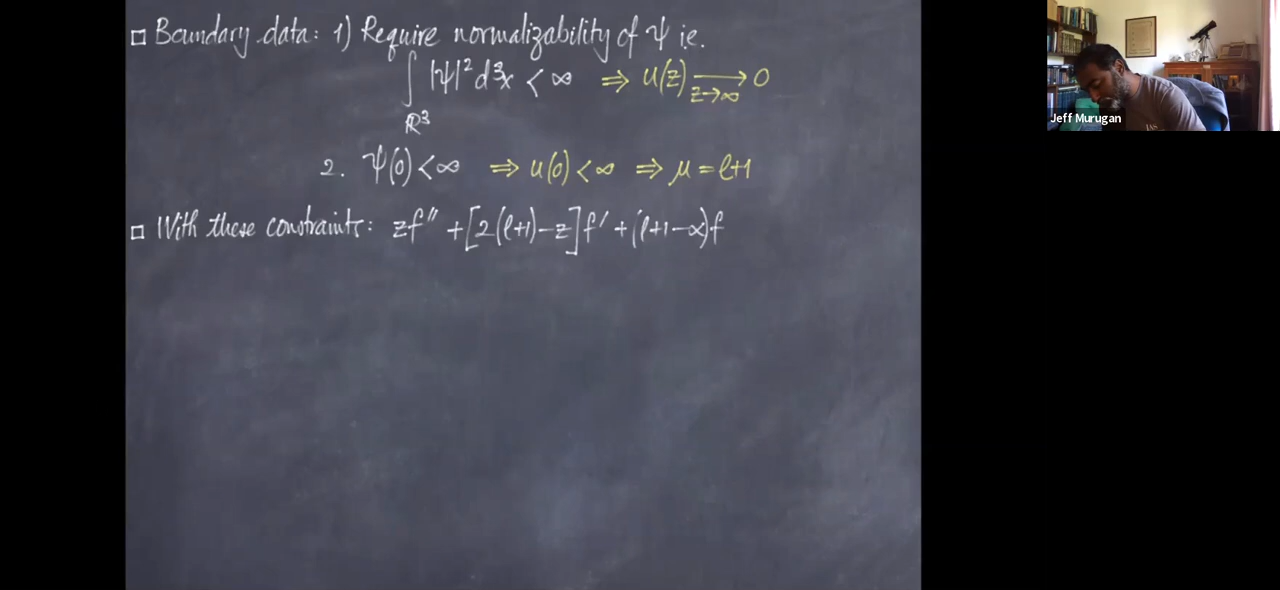 □ Boundary data: 1) Require normalizability of ψ i.e.
∫_{ℝ³} |ψ|² d³x < ∞ ⇒ u(z) ⟶_{z→∞} 0
2. ψ(0) < ∞ ⇒ u(0) < ∞ ⇒ μ = ℓ+1
□ With these constraints: zf'' + [2(ℓ+1)-z]f' + (ℓ+1-α)f
Jeff Murugan